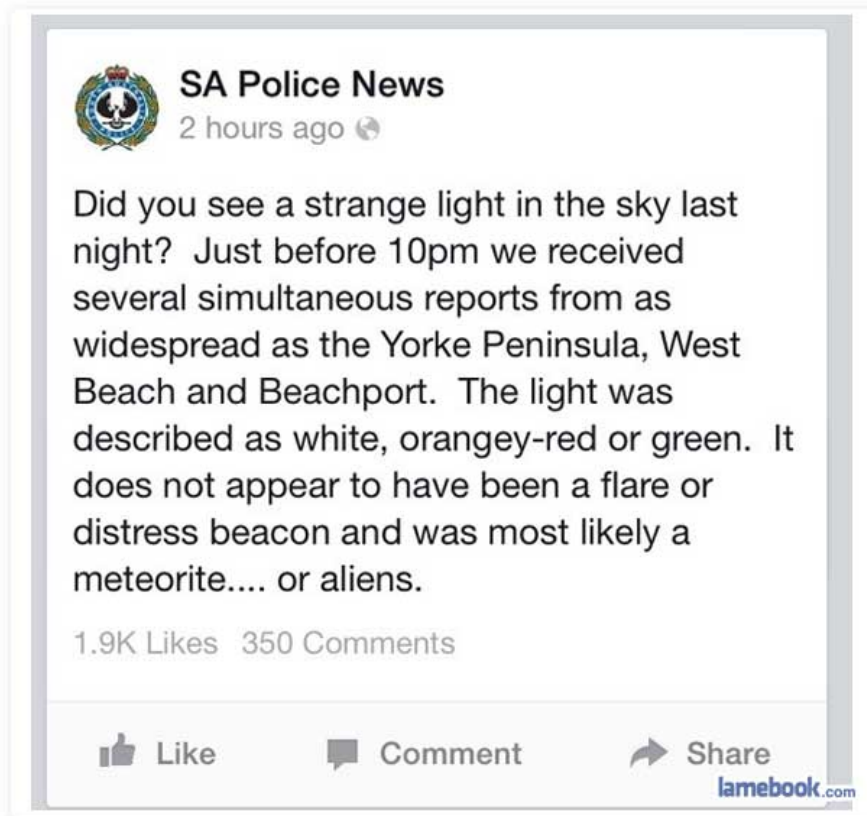 SA Police News
2 hours ago
Did you see a strange light in the sky last
night?  Just before 10pm we received
several simultaneous reports from as
widespread as the Yorke Peninsula, West
Beach and Beachport.  The light was
described as white, orangey-red or green.  It
does not appear to have been a flare or
distress beacon and was most likely a
meteorite.... or aliens.
1.9K Likes 350 Comments
Like Comment Share
lamebook.com